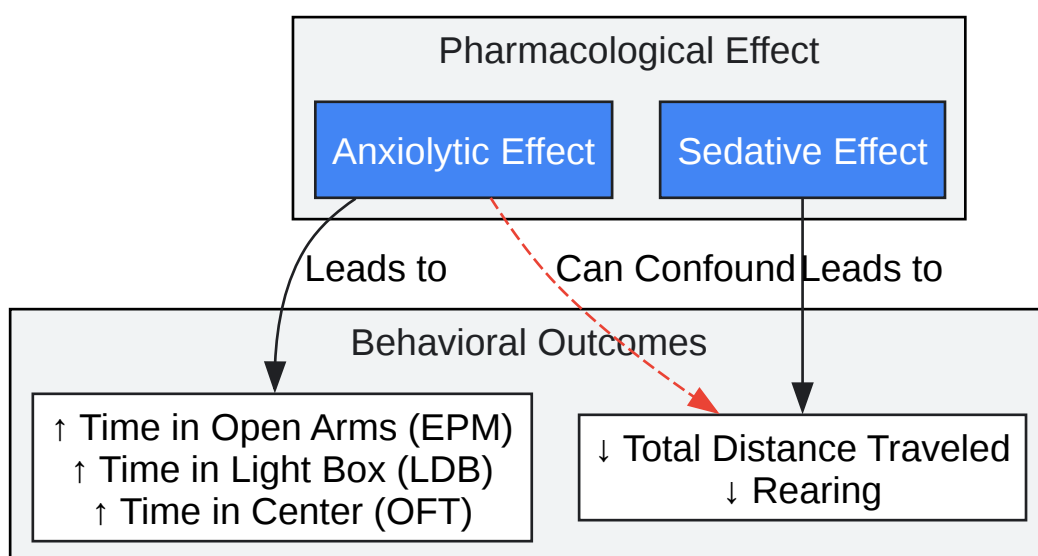 Pharmacological Effect
Anxiolytic Effect
Sedative Effect
Leads to
Can Confound
Leads to
Behavioral Outcomes
↑ Time in Open Arms (EPM)
↑ Time in Light Box (LDB)
↑ Time in Center (OFT)
↓ Total Distance Traveled
↓ Rearing